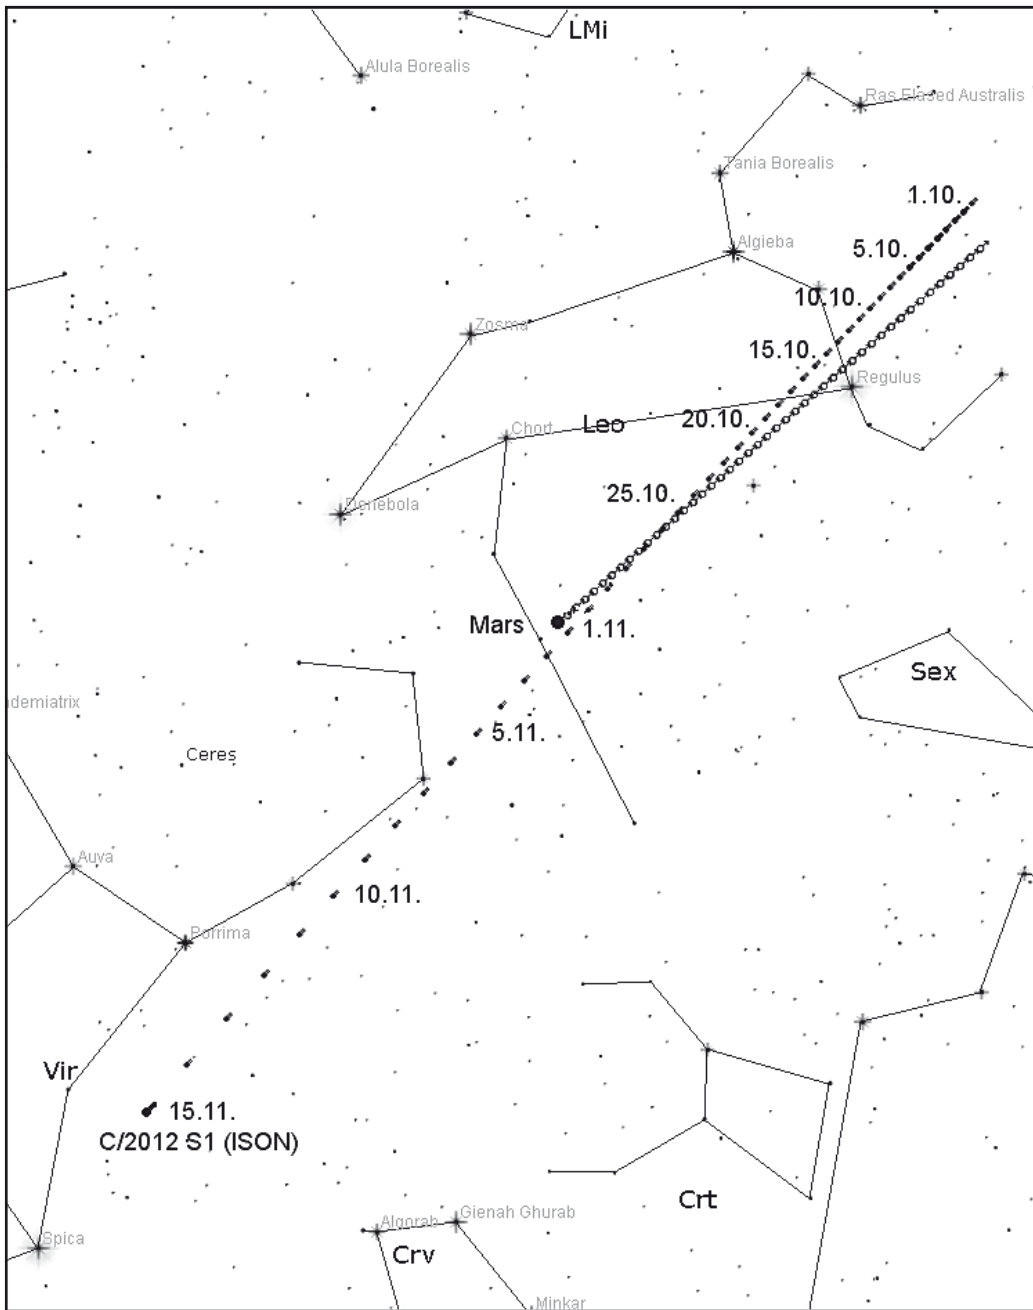 LMi
Alula Borealis
Ras Elased Australis
Tania Borealis
1.10.
Algieba
5.10.
10.10.
Zosma
15.10.
Regulus
20.10.
Leo
Chort
25.10.
Denebola
Mars
1.11.
Sex
demiatrix
5.11.
Ceres
Auva
10.11.
Porrima
Vir
15.11.
C/2012 S1 (ISON)
Crt
Gienah Ghurab
Algorab
Spica
Crv
Minkar